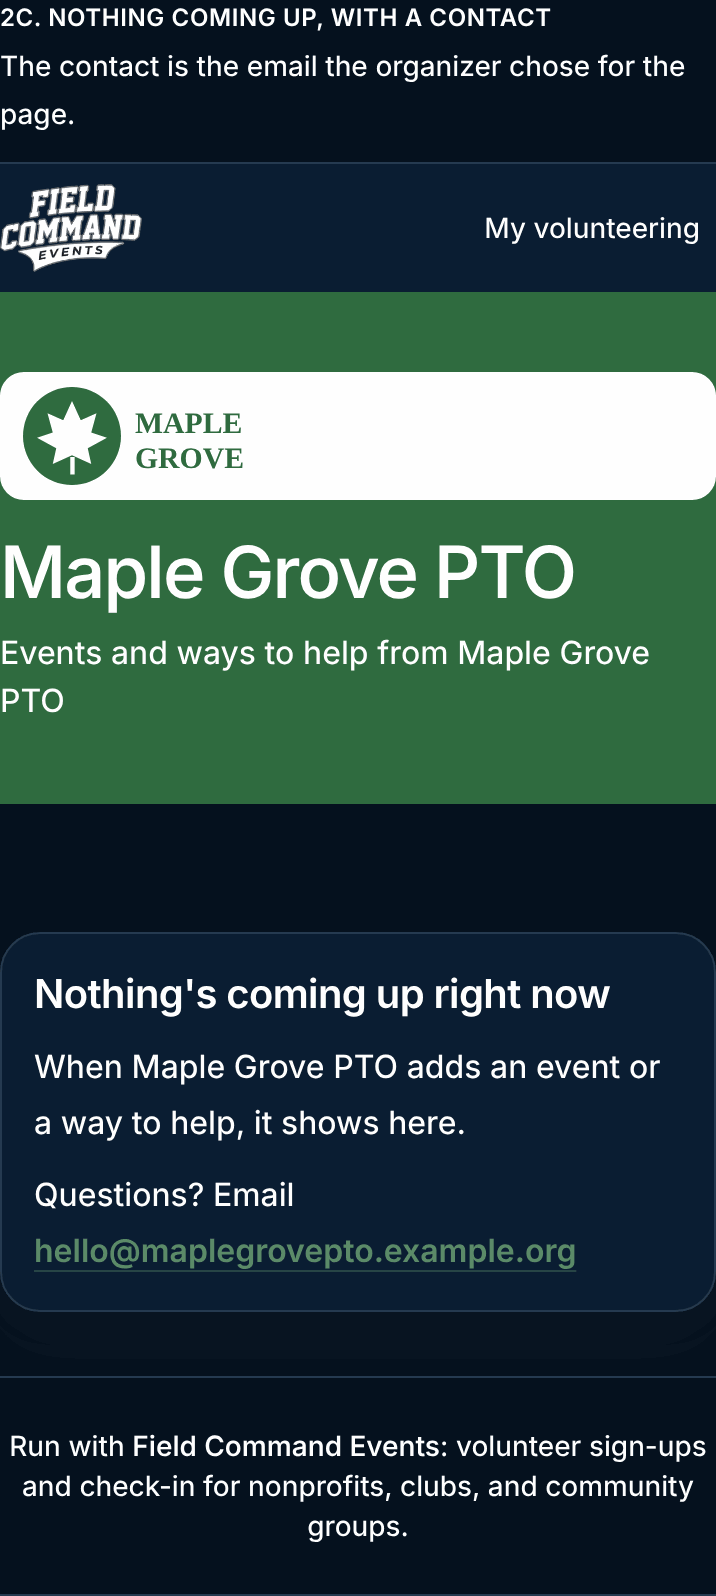 2C. NOTHING COMING UP, WITH A CONTACT
The contact is the email the organizer chose for the
page.
FIELD
COMMAND
EVENTS
My volunteering
MAPLE
GROVE
Maple Grove PTO
Events and ways to help from Maple Grove
PTO
Nothing's coming up right now
When Maple Grove PTO adds an event or
a way to help, it shows here.
Questions? Email
hello@maplegrovepto.example.org
Run with Field Command Events: volunteer sign-ups
and check-in for nonprofits, clubs, and community
groups.